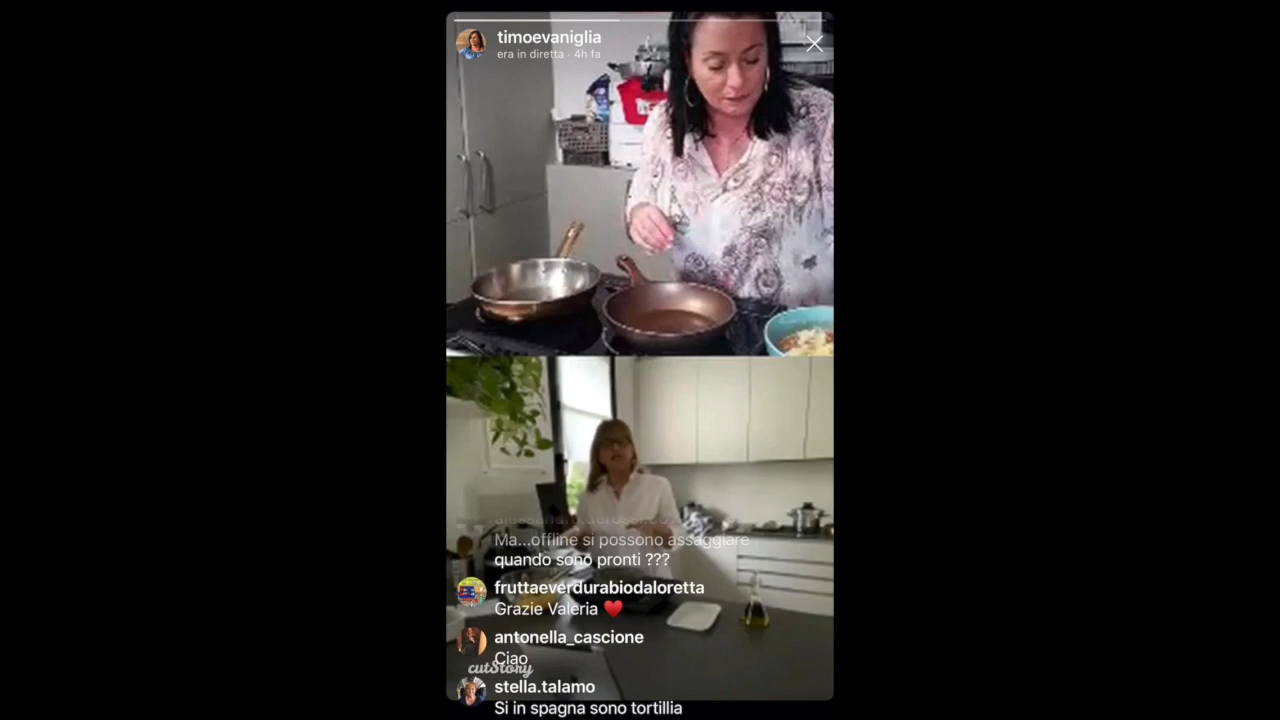 timoevaniglia
era in diretta · 4h fa
Ma...offline si possono assaggiare
quando sono pronti ???
fruttaeverdurabiodaloretta
Grazie Valeria ❤️
antonella_cascione
Ciao
cutStory
stella.talamo
Si in spagna sono tortillia